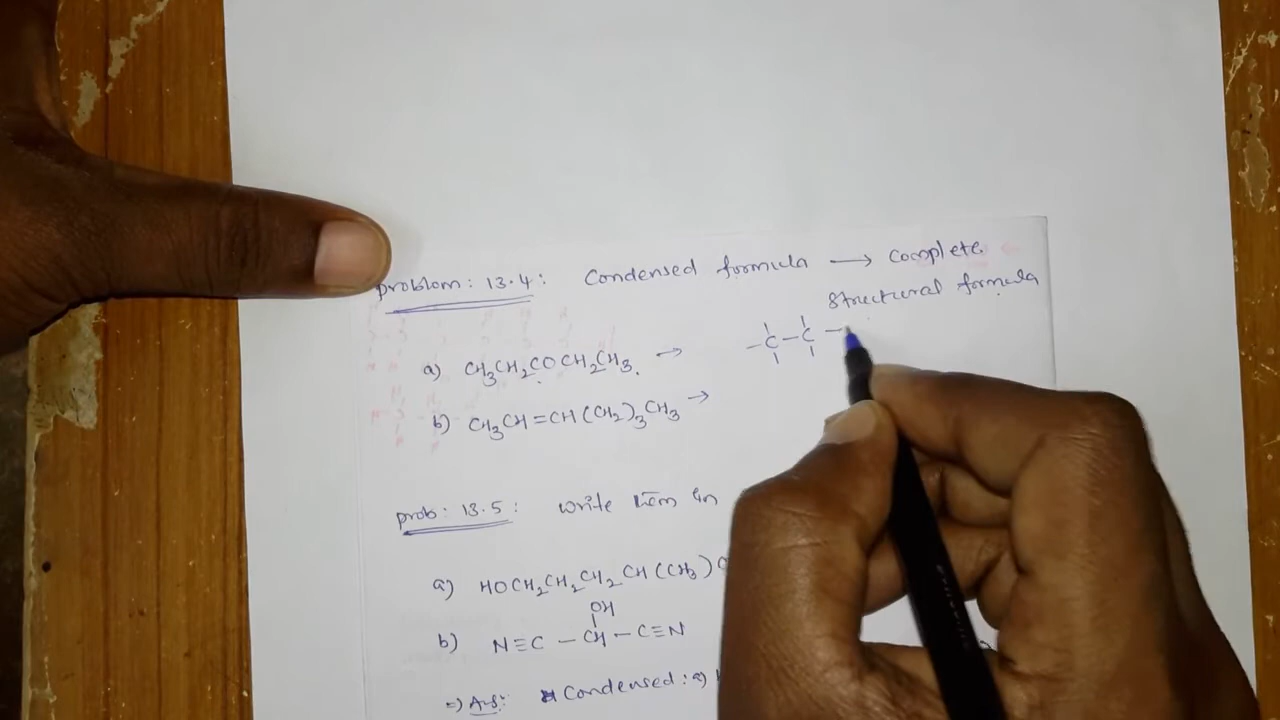 problem: 13.4: Condensed formula → Complete
Structural formula
a) CH₃CH₂COCH₂CH₃. → -C-C-
b) CH₃CH=CH(CH₂)₃CH₃ →
prob: 13.5: write in
a) HOCH₂CH₂CH₂CH(CH₃)C
OH
b) N≡C-CH-C≡N
=) Ans: Condensed: a)